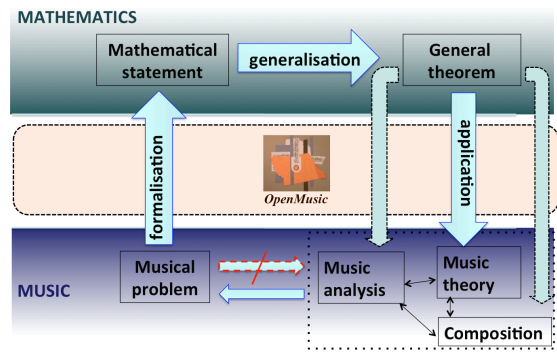 MATHEMATICS
Mathematical
statement
generalisation
General
theorem
formalisation
application
OpenMusic
MUSIC
Musical
problem
Music
analysis
Music
theory
Composition